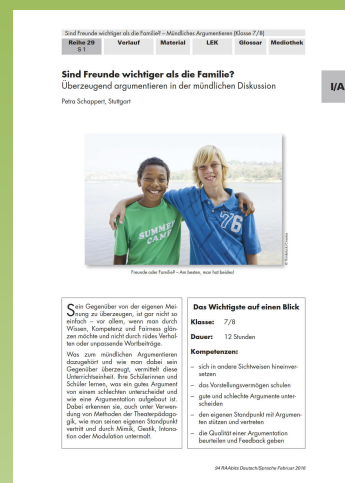 Sind Freunde wichtiger als die Familie? – Mündliches Argumentieren (Klasse 7/8)
Reihe 29 Verlauf Material LEK Glossar Mediothek
S 1
Sind Freunde wichtiger als die Familie?
Überzeugend argumentieren in der mündlichen Diskussion
I/A
Petra Schappert, Stuttgart
SUMMER
CAMP
76
Freunde oder Familie? – Am besten, man hat beides!
Sein Gegenüber von der eigenen Mei-
nung zu überzeugen, ist gar nicht so
einfach – vor allem, wenn man durch
Wissen, Kompetenz und Fairness glän-
zen möchte und nicht durch rüdes Verhal-
ten oder unpassende Wortbeiträge.
Was zum mündlichen Argumentieren
dazugehört und wie man dabei sein
Gegenüber überzeugt, vermittelt diese
Unterrichtseinheit. Ihre Schülerinnen und
Schüler lernen, was ein gutes Argument
von einem schlechten unterscheidet und
wie eine Argumentation aufgebaut ist.
Dabei erkennen sie, auch unter Verwen-
dung von Methoden der Theaterpädago-
gik, wie man seinen eigenen Standpunkt
vertritt und durch Mimik, Gestik, Intona-
tion oder Modulation untermalt.
Das Wichtigste auf einen Blick
Klasse: 7/8
Dauer: 12 Stunden
Kompetenzen:
– sich in andere Sichtweisen hineinver-
setzen
– das Vorstellungsvermögen schulen
– gute und schlechte Argumente unter-
scheiden
– den eigenen Standpunkt mit Argumen-
ten stützen und vertreten
– die Qualität einer Argumentation
beurteilen und Feedback geben
94 RAAbits Deutsch/Sprache Februar 2016